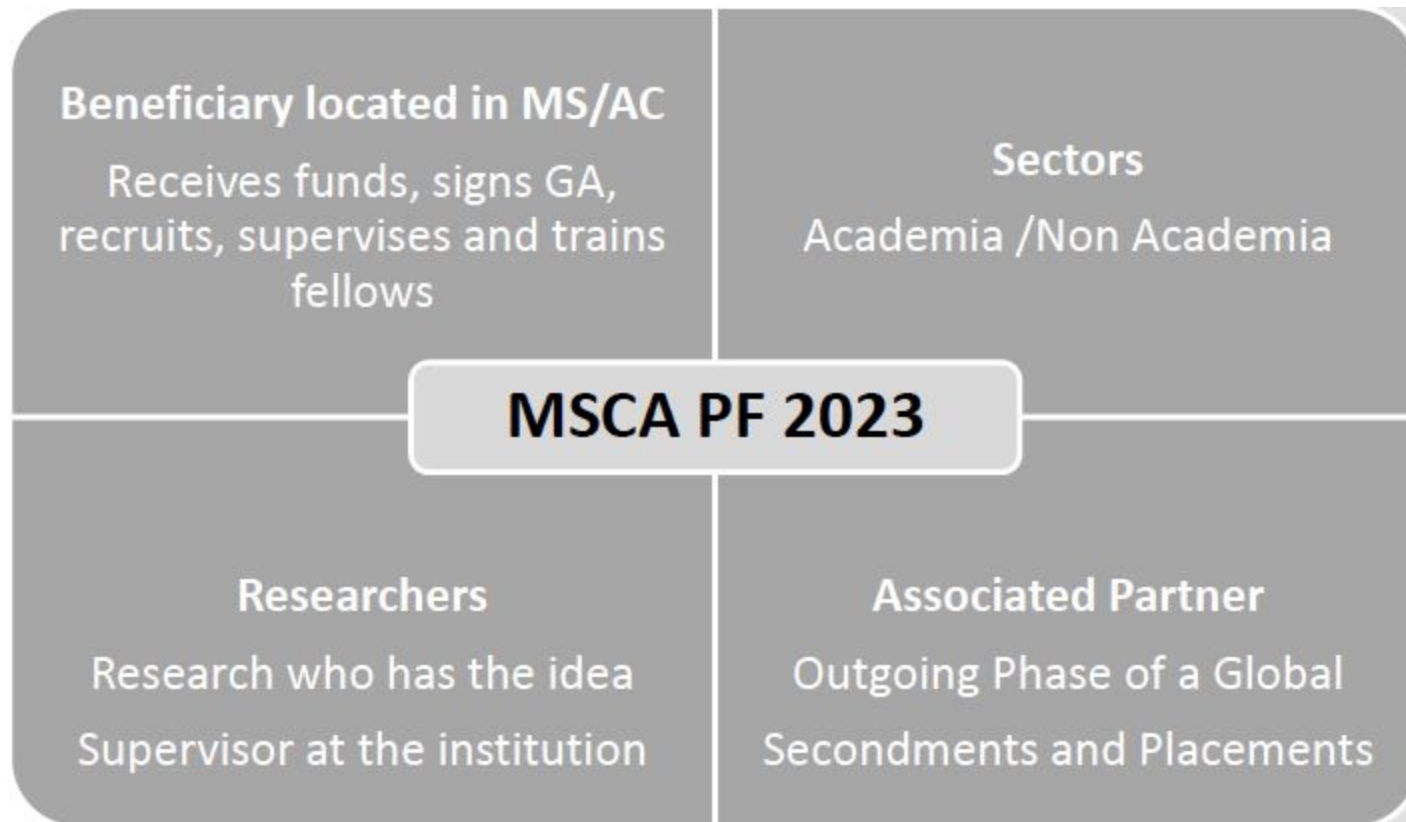 Beneficiary located in MS/AC
Receives funds, signs GA,
recruits, supervises and trains
fellows
Sectors
Academia /Non Academia
MSCA PF 2023
Researchers
Research who has the idea
Supervisor at the institution
Associated Partner
Outgoing Phase of a Global
Secondments and Placements